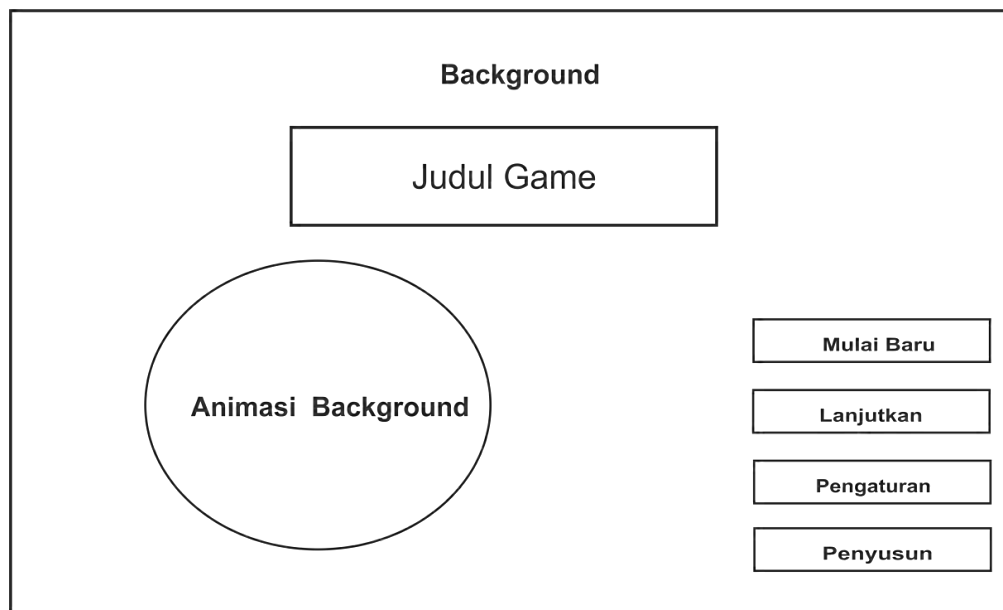 Background
Judul Game
Animasi Background
Mulai Baru
Lanjutkan
Pengaturan
Penyusun